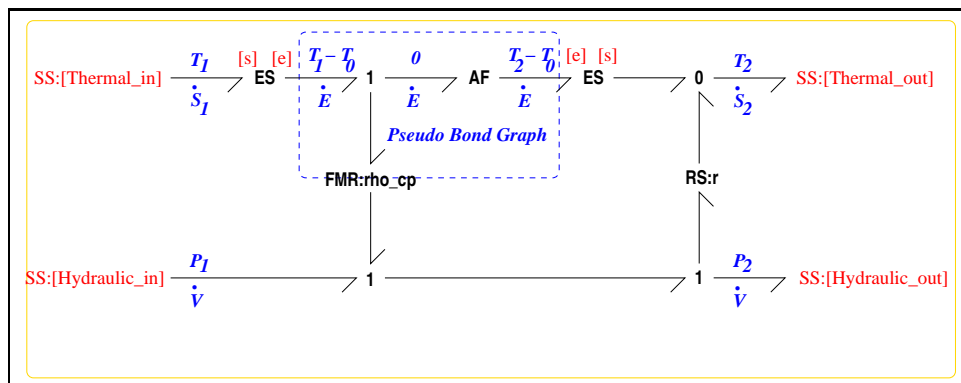 T1 [s] [e] T1 – T0 0 T2 – T0 [e] [s] T2
SS:[Thermal_in] ES 1 AF ES 0 SS:[Thermal_out]
Ṡ1 Ė Ė Ė Ṡ2
Pseudo Bond Graph
FMR:rho_cp RS:r
P1 P2
SS:[Hydraulic_in] 1 1 SS:[Hydraulic_out]
V̇ V̇